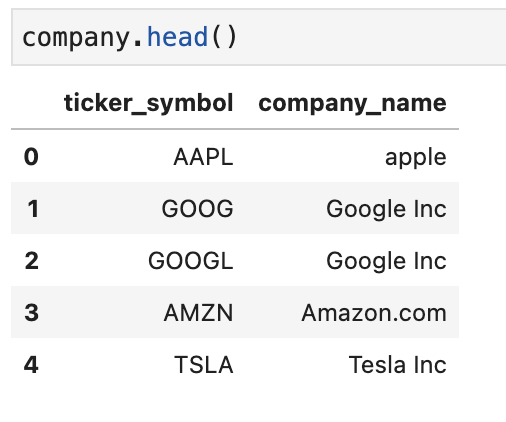 company.head()
ticker_symbol company_name
0 AAPL apple
1 GOOG Google Inc
2 GOOGL Google Inc
3 AMZN Amazon.com
4 TSLA Tesla Inc